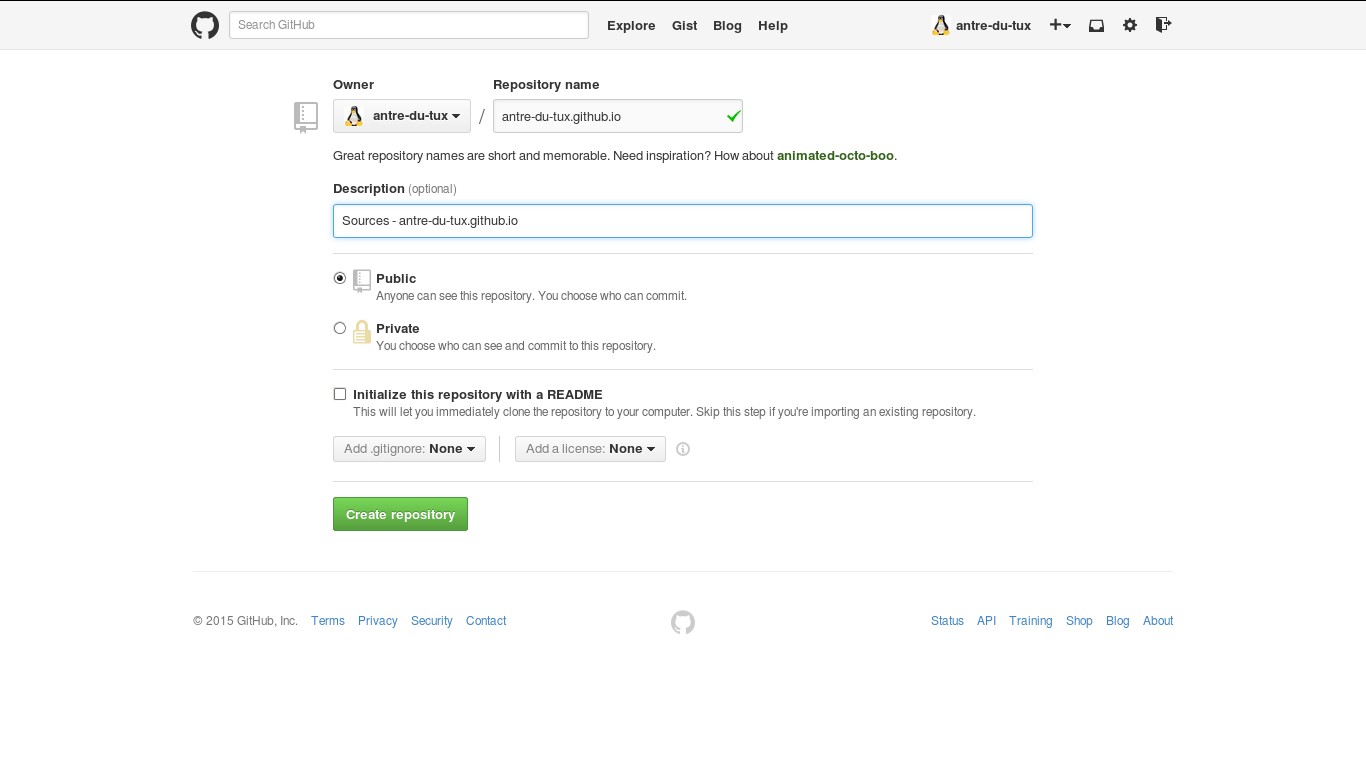 Search GitHub Explore Gist Blog Help antre-du-tux
Owner Repository name
antre-du-tux / antre-du-tux.github.io
Great repository names are short and memorable. Need inspiration? How about animated-octo-boo.
Description (optional)
Sources - antre-du-tux.github.io
Public
Anyone can see this repository. You choose who can commit.
Private
You choose who can see and commit to this repository.
Initialize this repository with a README
This will let you immediately clone the repository to your computer. Skip this step if you're importing an existing repository.
Add .gitignore: None Add a license: None
Create repository
© 2015 GitHub, Inc. Terms Privacy Security Contact Status API Training Shop Blog About